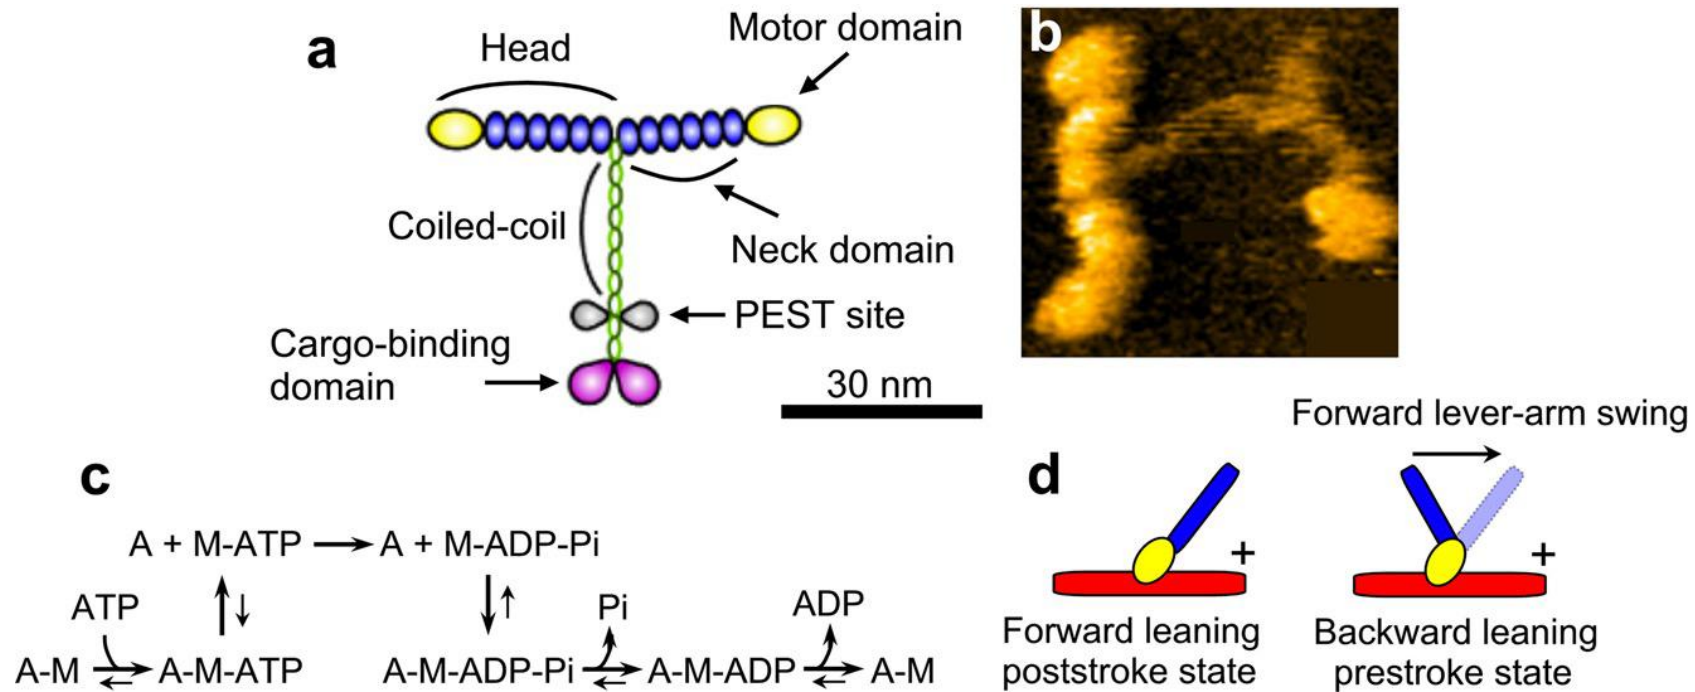 a
Head
Motor domain
Coiled-coil
Neck domain
PEST site
Cargo-binding
domain
30 nm
b
c
A + M-ATP → A + M-ADP-Pi
ATP
Pi
ADP
A-M
A-M-ATP
A-M-ADP-Pi
A-M-ADP
A-M
Forward lever-arm swing
d
+
+
Forward leaning
poststroke state
Backward leaning
prestroke state